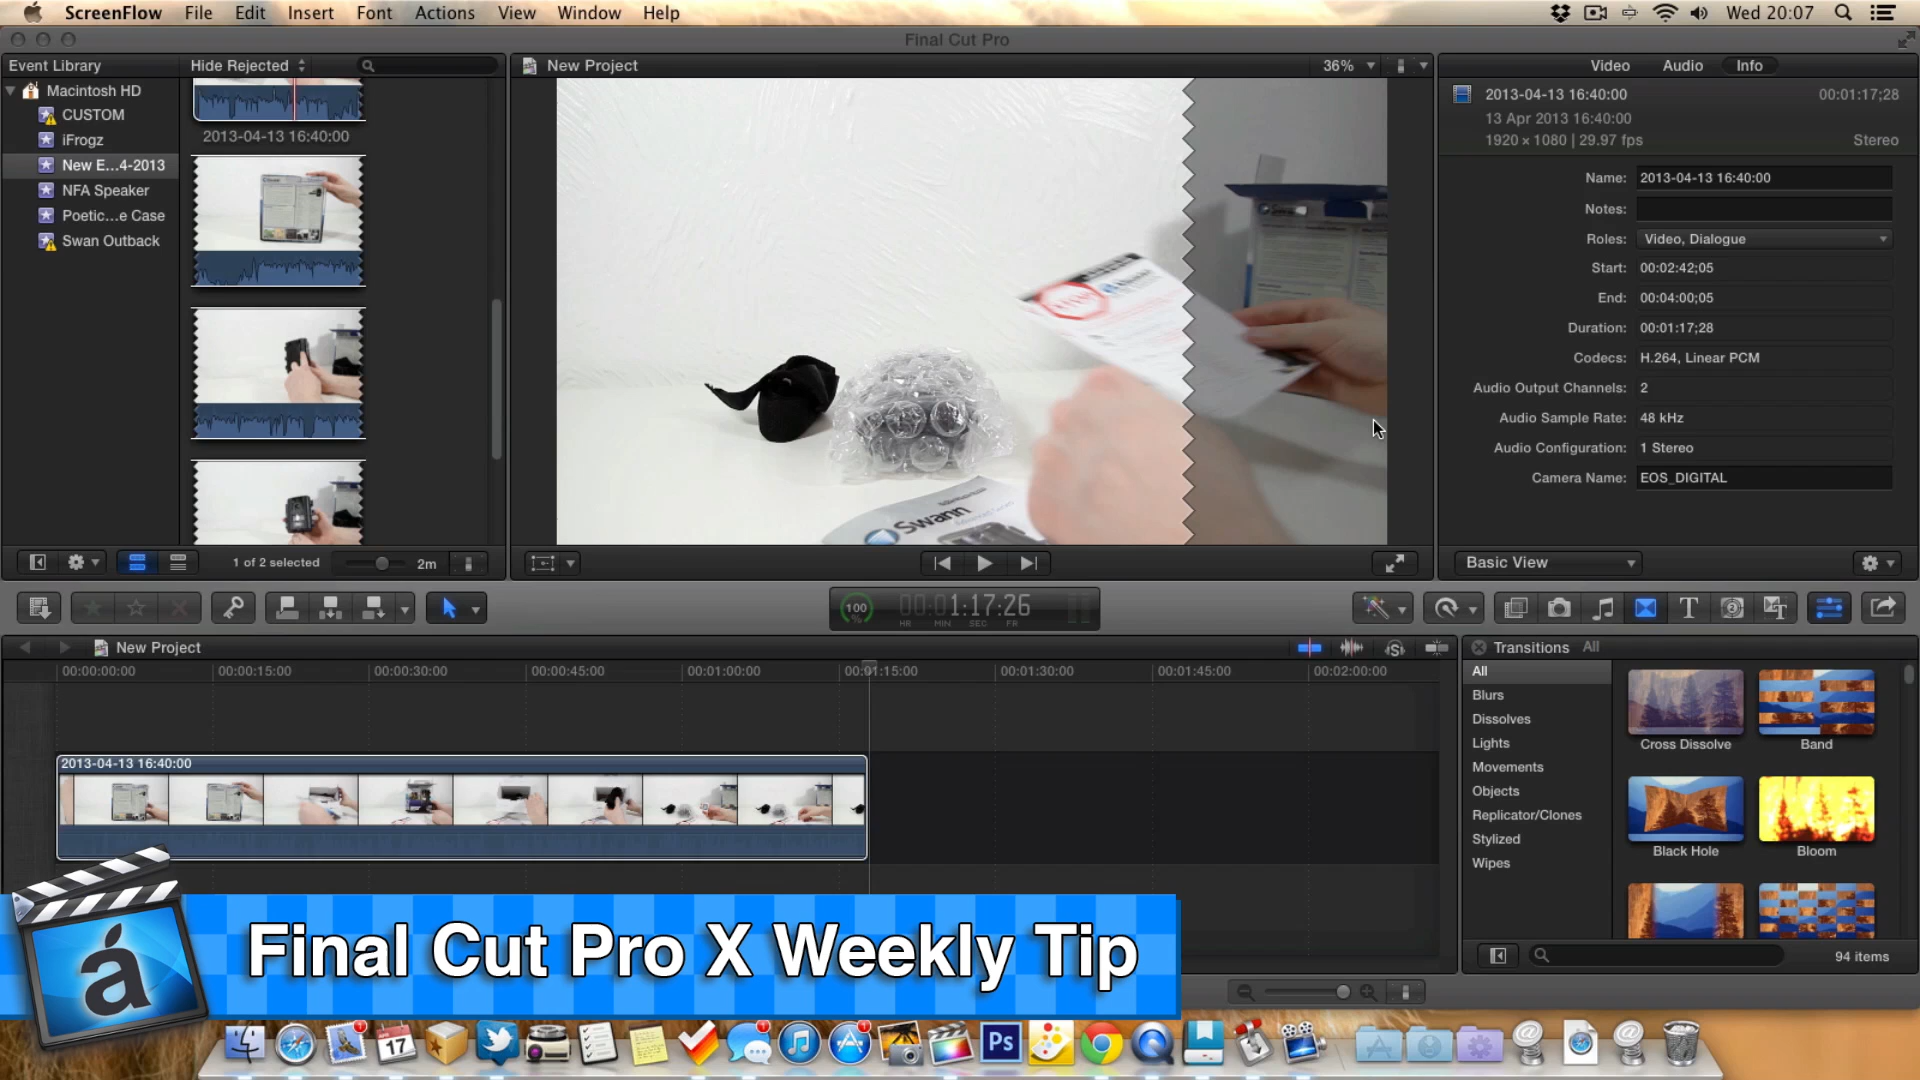 ScreenFlow File Edit Insert Font Actions View Window Help Wed 20:07
Final Cut Pro
Event Library Hide Rejected
New Project 36%
Video Audio Info
Macintosh HD
CUSTOM
iFrogz
New E...4-2013
NFA Speaker
Poetic...e Case
Swan Outback
2013-04-13 16:40:00
Swann
2013-04-13 16:40:00 00:01:17;28
13 Apr 2013 16:40:00
1920 × 1080 | 29.97 fps Stereo
Name: 2013-04-13 16:40:00
Notes:
Roles: Video, Dialogue
Start: 00:02:42;05
End: 00:04:00;05
Duration: 00:01:17;28
Codecs: H.264, Linear PCM
Audio Output Channels: 2
Audio Sample Rate: 48 kHz
Audio Configuration: 1 Stereo
Camera Name: EOS_DIGITAL
1 of 2 selected 2m
Basic View
100 % 00:01:17:26
HR MIN SEC FR
New Project
00:00:00:00 00:00:15:00 00:00:30:00 00:00:45:00 00:01:00:00 00:01:15:00 00:01:30:00 00:01:45:00 00:02:00:00
2013-04-13 16:40:00
Transitions All
All
Blurs
Dissolves
Lights
Movements
Objects
Replicator/Clones
Stylized
Wipes
Cross Dissolve Band
Black Hole Bloom
94 items
á Final Cut Pro X Weekly Tip
17
Ps